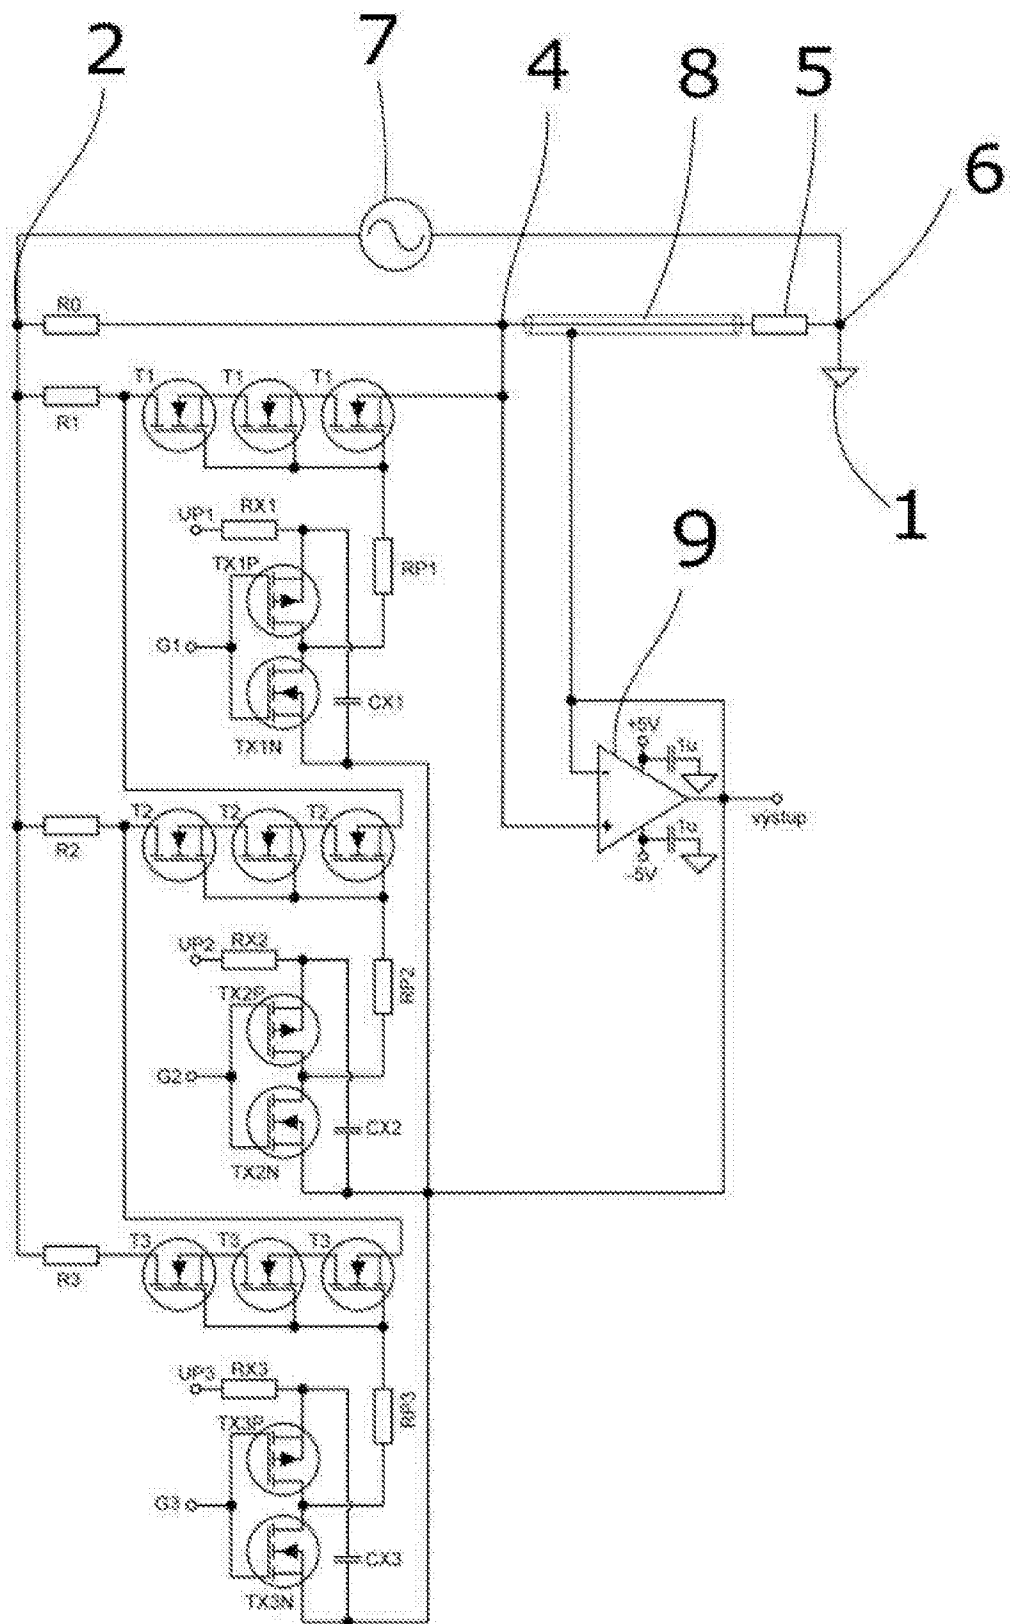 2
7
4
8
5
6
R0
T1
T1
T1
R1
1
UP1
RX1
TX1P
RP1
9
G1
CX1
TX1N
+5V
1u
T2
T2
T2
R2
vystup
1u
-5V
UP2
RX2
TX2P
RP2
G2
CX2
TX2N
T3
T3
T3
R3
UP3
RX3
TX3P
RP3
G3
CX3
TX3N